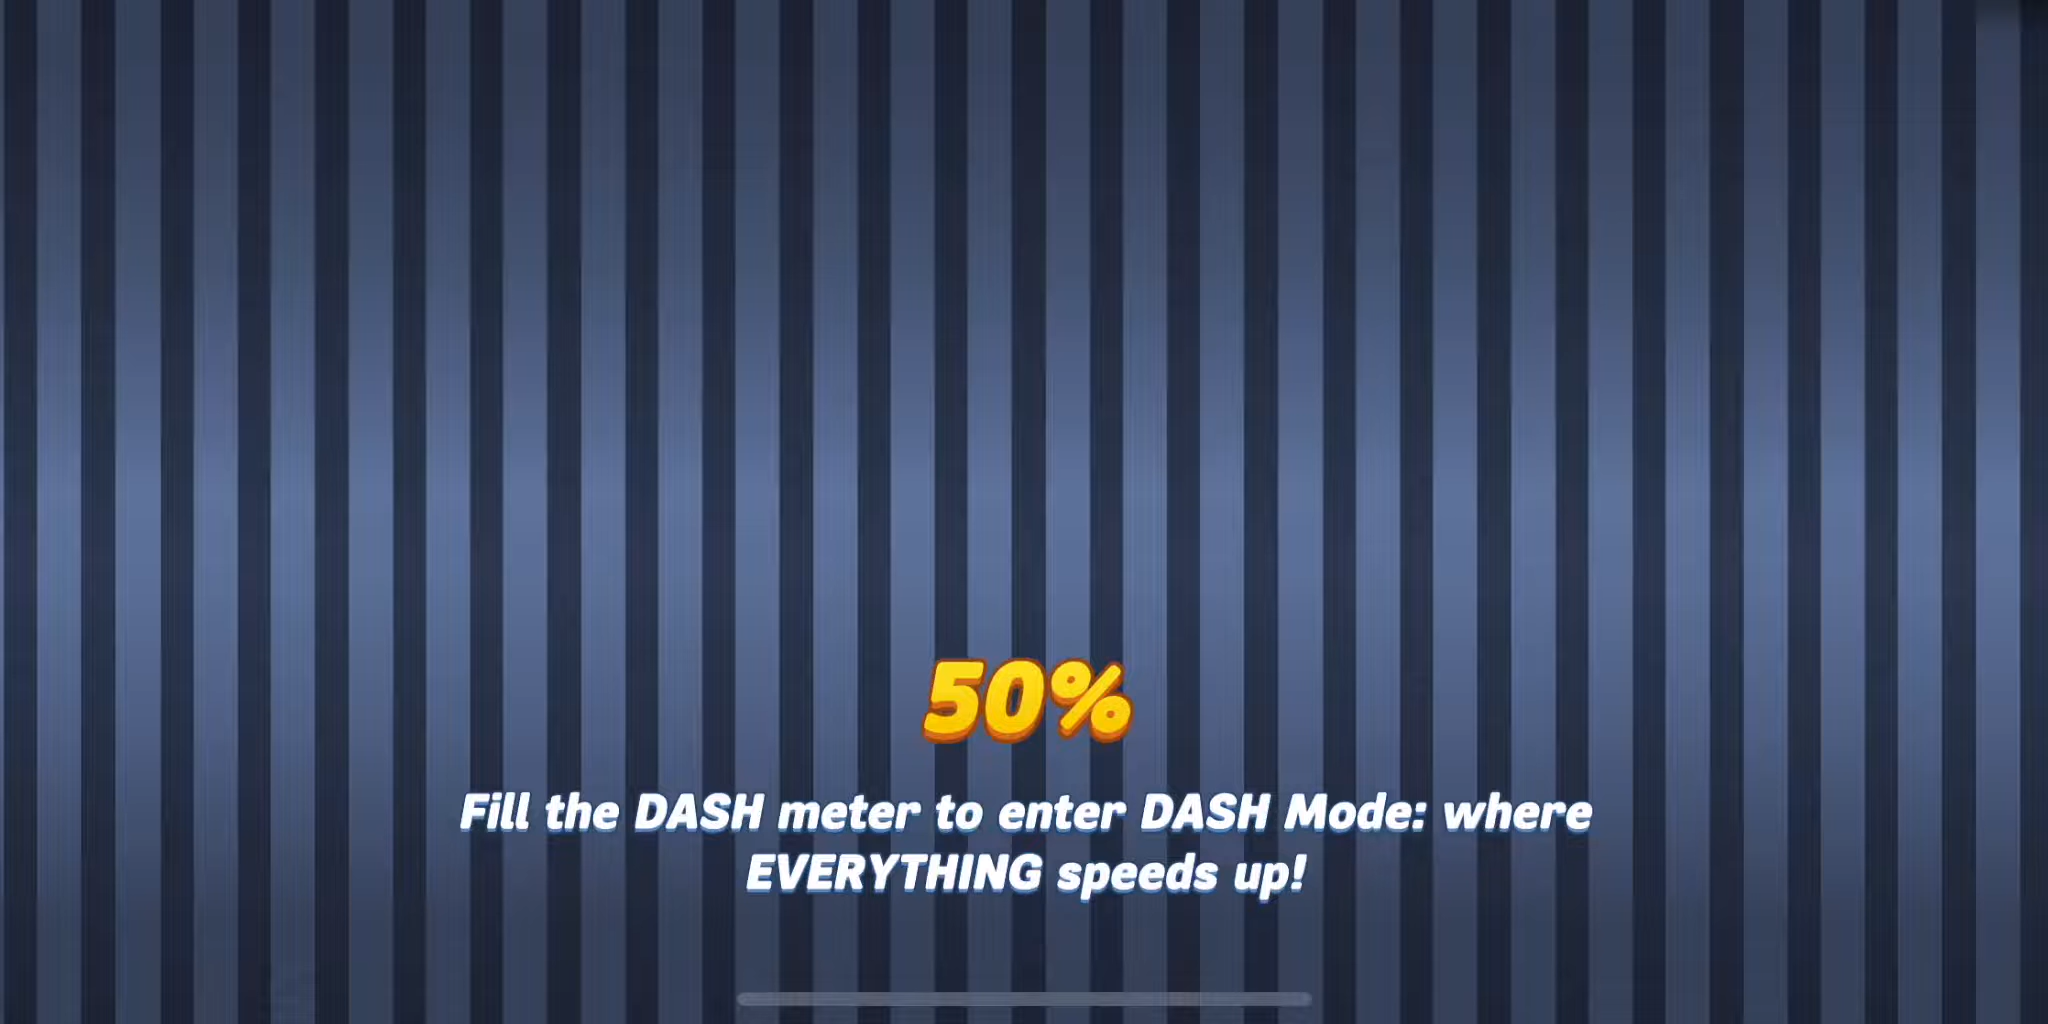 50%
Fill the DASH meter to enter DASH Mode: where
EVERYTHING speeds up!